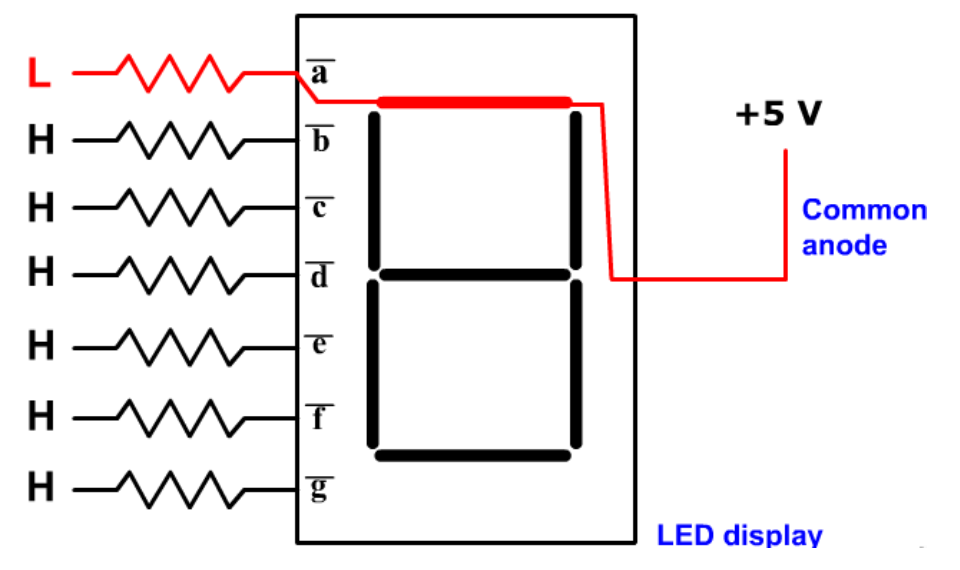 L a̅
H b̅
H c̅
H d̅
H e̅
H f̅
H g̅
+5 V
Common
anode
LED display